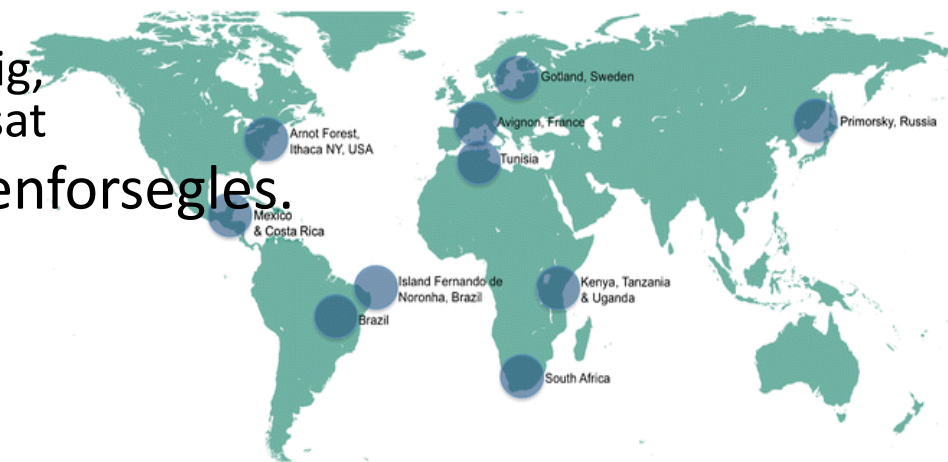 ig,
sat
enforsegles.
Gotland, Sweden
Avignon, France
Primorsky, Russia
Arnot Forest,
Ithaca NY, USA
Tunisia
Mexico
& Costa Rica
Island Fernando de
Noronha, Brazil
Kenya, Tanzania
& Uganda
Brazil
South Africa